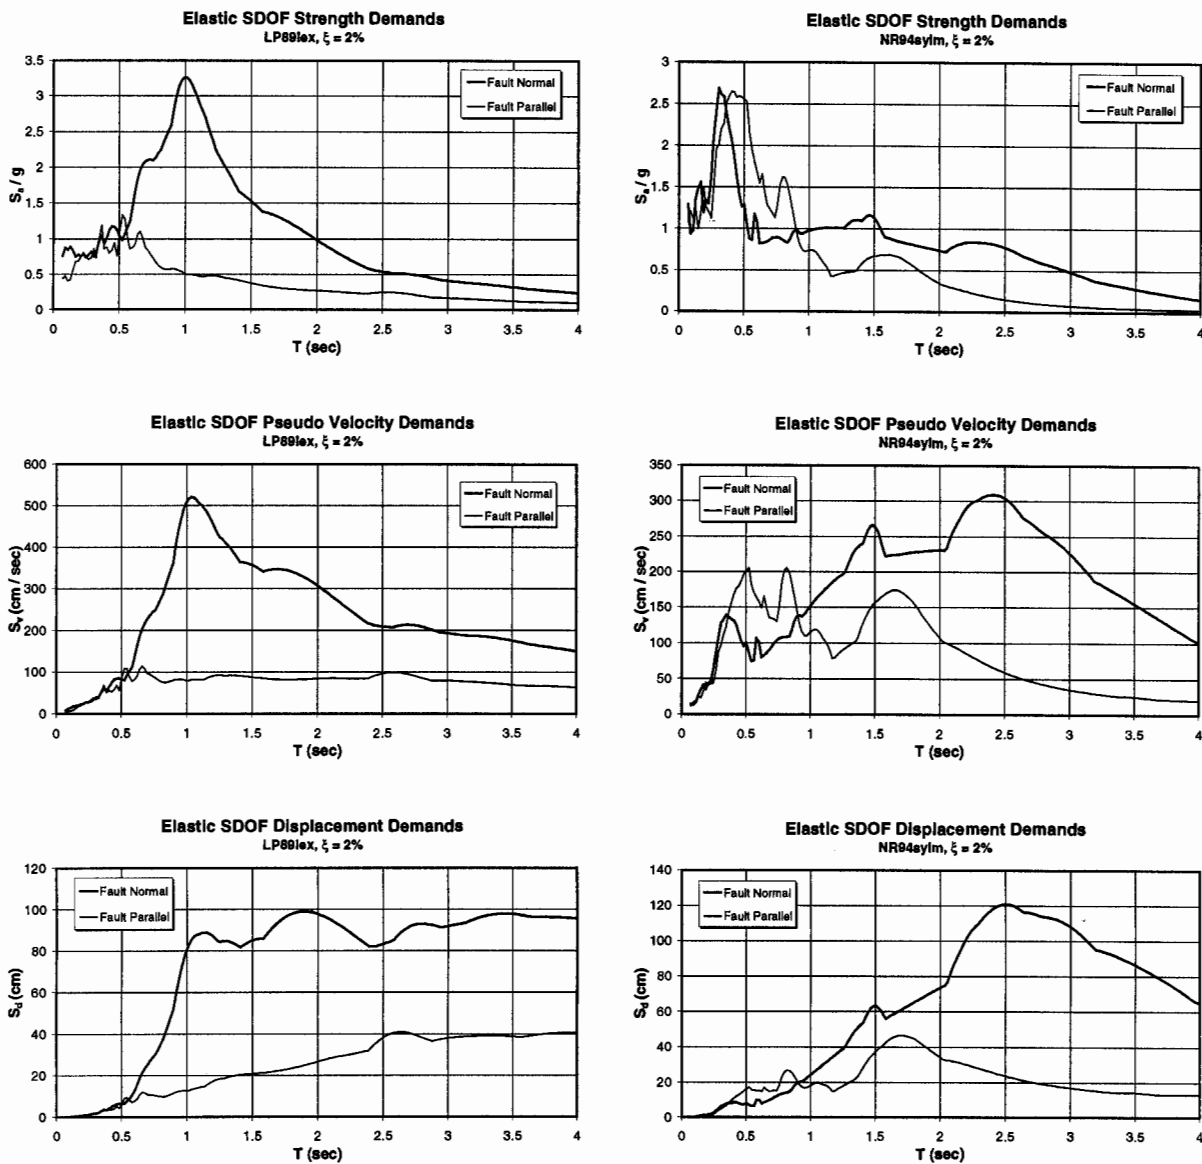 Elastic SDOF Strength Demands
LP89lex, ξ = 2%
3.5
3
2.5
2
1.5
1
0.5
0
Sa / g
Fault Normal
Fault Parallel
0 0.5 1 1.5 2 2.5 3 3.5 4
T (sec)
Elastic SDOF Strength Demands
NR94sylm, ξ = 2%
3
2.5
2
1.5
1
0.5
0
Sa / g
Fault Normal
Fault Parallel
0 0.5 1 1.5 2 2.5 3 3.5 4
T (sec)
Elastic SDOF Pseudo Velocity Demands
LP89lex, ξ = 2%
600
500
400
300
200
100
0
Sv (cm / sec)
Fault Normal
Fault Parallel
0 0.5 1 1.5 2 2.5 3 3.5 4
T (sec)
Elastic SDOF Pseudo Velocity Demands
NR94sylm, ξ = 2%
350
300
250
200
150
100
50
0
Sv (cm / sec)
Fault Normal
Fault Parallel
0 0.5 1 1.5 2 2.5 3 3.5 4
T (sec)
Elastic SDOF Displacement Demands
LP89lex, ξ = 2%
120
100
80
60
40
20
0
Sd (cm)
Fault Normal
Fault Parallel
0 0.5 1 1.5 2 2.5 3 3.5 4
T (sec)
Elastic SDOF Displacement Demands
NR94sylm, ξ = 2%
140
120
100
80
60
40
20
0
Sd (cm)
Fault Normal
Fault Parallel
0 0.5 1 1.5 2 2.5 3 3.5 4
T (sec)